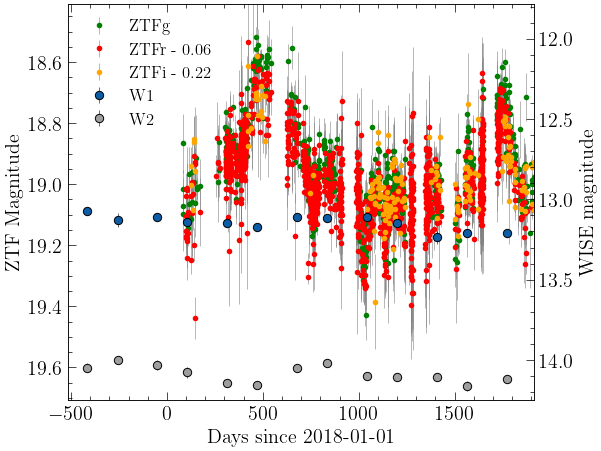 ZTFg
ZTFr - 0.06
ZTFi - 0.22
W1
W2
18.6
18.8
19.0
19.2
19.4
19.6
ZTF Magnitude
12.0
12.5
13.0
13.5
14.0
WISE magnitude
−500
0
500
1000
1500
Days since 2018-01-01